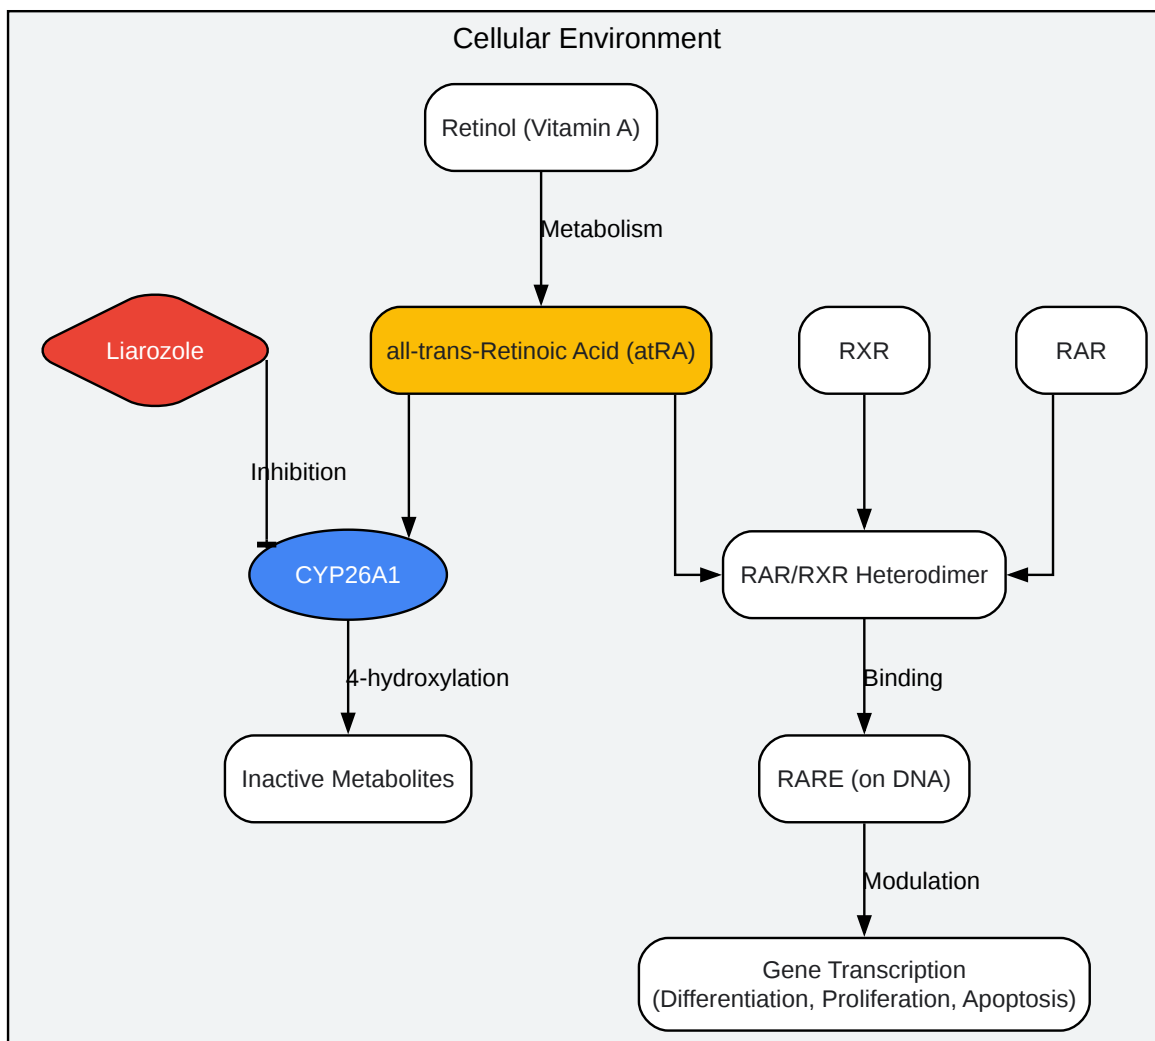 Cellular Environment
Retinol (Vitamin A)
Metabolism
Liarozole
all-trans-Retinoic Acid (atRA)
RXR
RAR
Inhibition
CYP26A1
RAR/RXR Heterodimer
4-hydroxylation
Binding
Inactive Metabolites
RARE (on DNA)
Modulation
Gene Transcription
(Differentiation, Proliferation, Apoptosis)